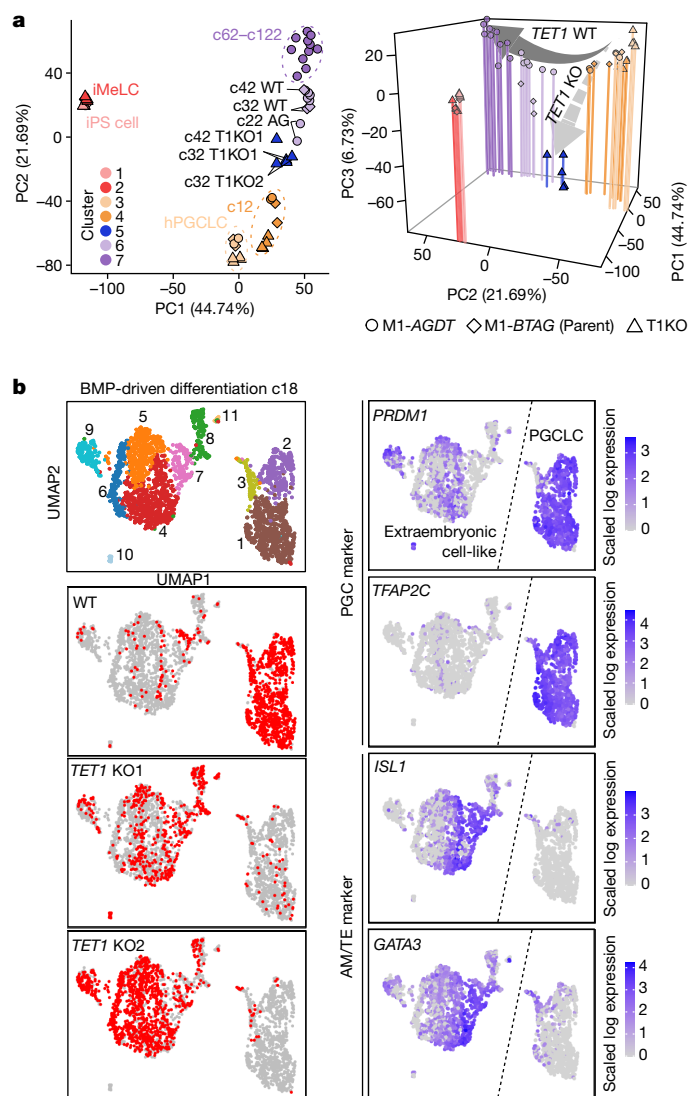 a
c62–c122
iMeLC
iPS cell
c42 WT
c32 WT
c22 AG
c42 T1KO1
c32 T1KO1
c32 T1KO2
c12
hPGCLC
Cluster
1
2
3
4
5
6
7
40
0
−40
−80
PC2 (21.69%)
−100
−50
0
50
PC1 (44.74%)
TET1 WT
TET1 KO
20
0
−20
−40
−60
PC3 (6.73%)
50
0
−50
PC2 (21.69%)
50
0
−50
−100
PC1 (44.74%)
M1-AGDT
M1-BTAG (Parent)
T1KO
b
BMP-driven differentiation c18
9
5
11
8
2
7
6
3
4
1
10
UMAP2
UMAP1
WT
TET1 KO1
TET1 KO2
PGC marker
PRDM1
PGCLC
Extraembryonic
cell-like
Scaled log expression
3
2
1
0
TFAP2C
Scaled log expression
4
3
2
1
0
AM/TE marker
ISL1
Scaled log expression
3
2
1
0
GATA3
Scaled log expression
4
3
2
1
0